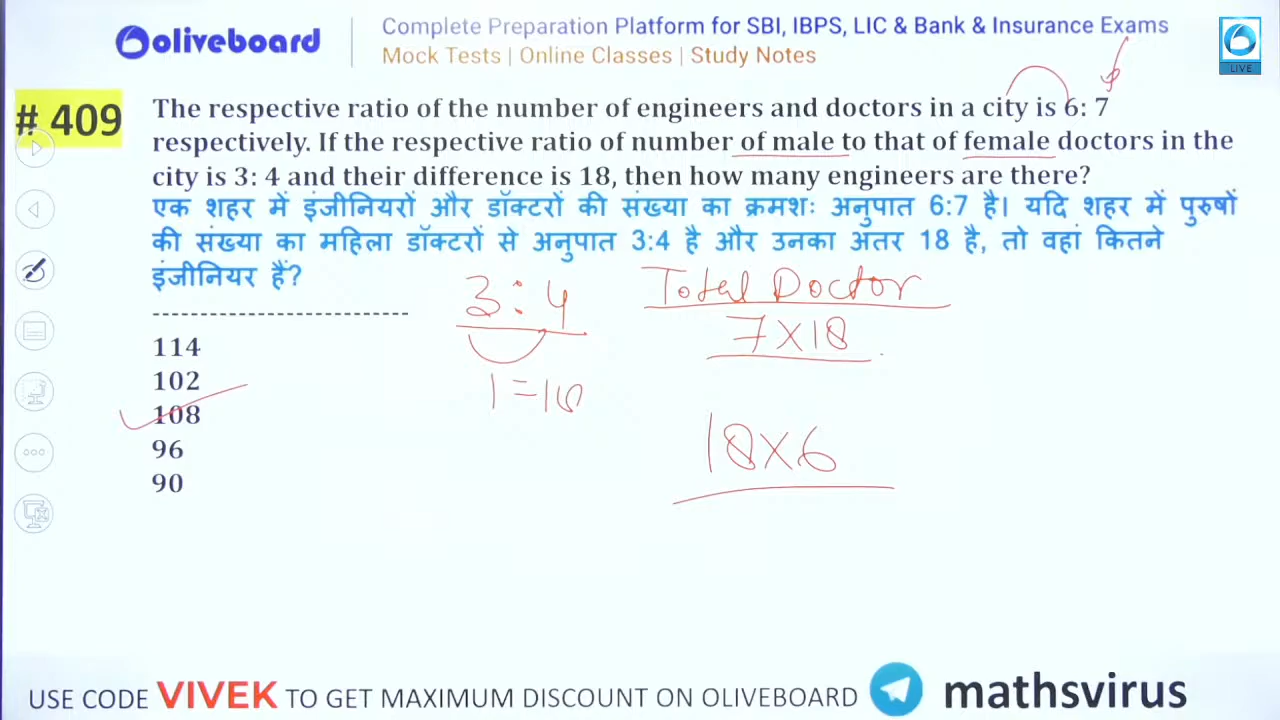 oliveboard
Complete Preparation Platform for SBI, IBPS, LIC & Bank & Insurance Exams
Mock Tests | Online Classes | Study Notes
LIVE
# 409
The respective ratio of the number of engineers and doctors in a city is 6: 7
respectively. If the respective ratio of number of male to that of female doctors in the
city is 3: 4 and their difference is 18, then how many engineers are there?
एक शहर में इंजीनियरों और डॉक्टरों की संख्या का क्रमशः अनुपात 6:7 है। यदि शहर में पुरुषों
की संख्या का महिला डॉक्टरों से अनुपात 3:4 है और उनका अंतर 18 है, तो वहां कितने
इंजीनियर हैं?
--------------------------
3:4
Total Doctor
7×18
1=18
18×6
114
102
108
96
90
USE CODE VIVEK TO GET MAXIMUM DISCOUNT ON OLIVEBOARD
mathsvirus